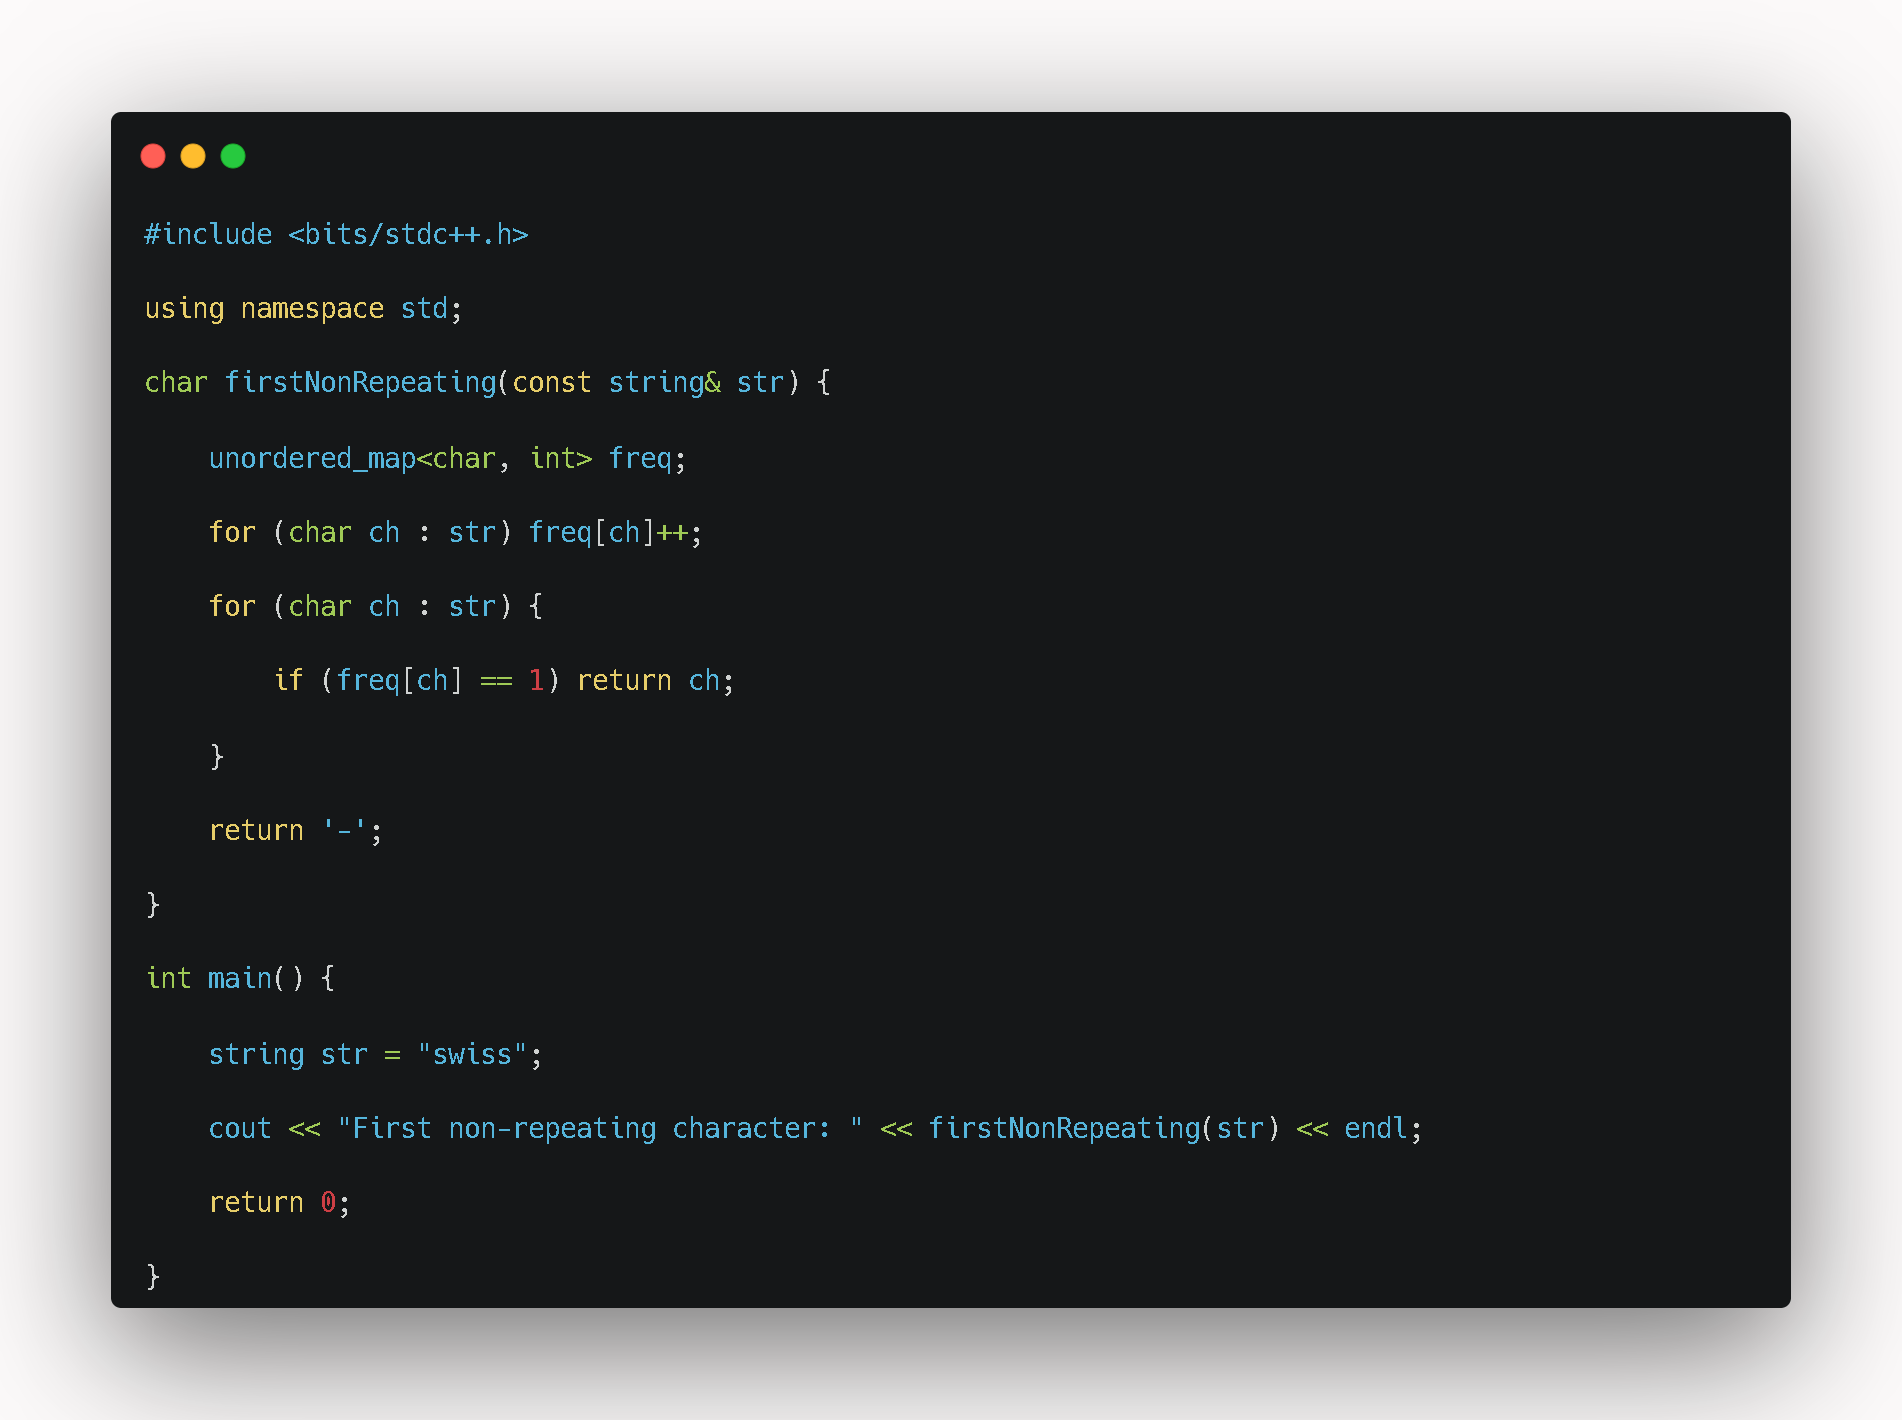 #include <bits/stdc++.h>
using namespace std;
char firstNonRepeating(const string& str) {
    unordered_map<char, int> freq;
    for (char ch : str) freq[ch]++;
    for (char ch : str) {
        if (freq[ch] == 1) return ch;
    }
    return '-';
}
int main() {
    string str = "swiss";
    cout << "First non-repeating character: " << firstNonRepeating(str) << endl;
    return 0;
}